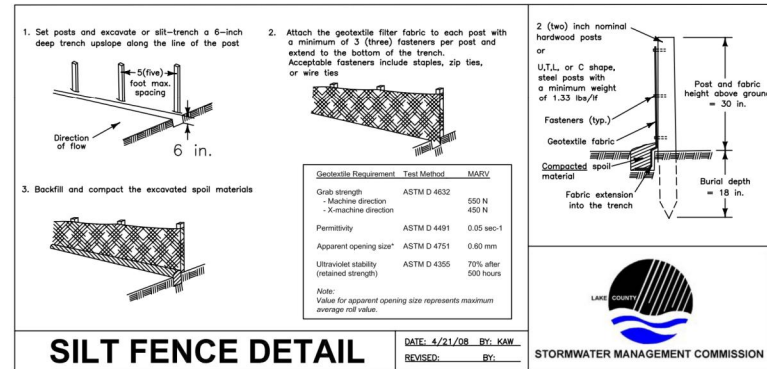 1. Set posts and excavate or slit-trench a 6-inch
deep trench upslope along the line of the post
5(five)
foot max.
spacing
Direction
of flow
6 in.
2. Attach the geotextile filter fabric to each post with
a minimum of 3 (three) fasteners per post and
extend to the bottom of the trench.
Acceptable fasteners include staples, zip ties,
or wire ties
3. Backfill and compact the excavated spoil materials
Geotextile Requirement Test Method MARV
Grab strength ASTM D 4632
- Machine direction 550 N
- X-machine direction 450 N
Permittivity ASTM D 4491 0.05 sec-1
Apparent opening size* ASTM D 4751 0.60 mm
Ultraviolet stability ASTM D 4355 70% after
(retained strength) 500 hours
Note:
Value for apparent opening size represents maximum
average roll value.
2 (two) inch nominal
hardwood posts
or
U,T,L, or C shape,
steel posts with
a minimum weight
of 1.33 lbs/lf
Fasteners (typ.)
Geotextile fabric
Compacted spoil
material
Fabric extension
into the trench
Post and fabric
height above ground
= 30 in.
Burial depth
= 18 in.
SILT FENCE DETAIL
DATE: 4/21/08 BY: KAW
REVISED: BY:
LAKE COUNTY
STORMWATER MANAGEMENT COMMISSION